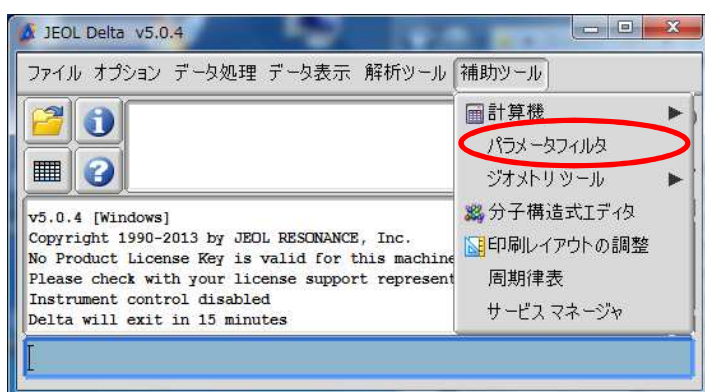 JEOL Delta v5.0.4
ファイル オプション データ処理 データ表示 解析ツール 補助ツール
計算機
パラメータフィルタ
ジオメトリ ツール
分子構造式エディタ
印刷レイアウトの調整
周期律表
サービス マネージャ
v5.0.4 [Windows]
Copyright 1990-2013 by JEOL RESONANCE, Inc.
No Product License Key is valid for this machine
Please check with your license support represent
Instrument control disabled
Delta will exit in 15 minutes